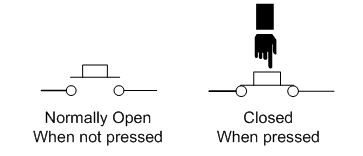 Normally Open
When not pressed
Closed
When pressed